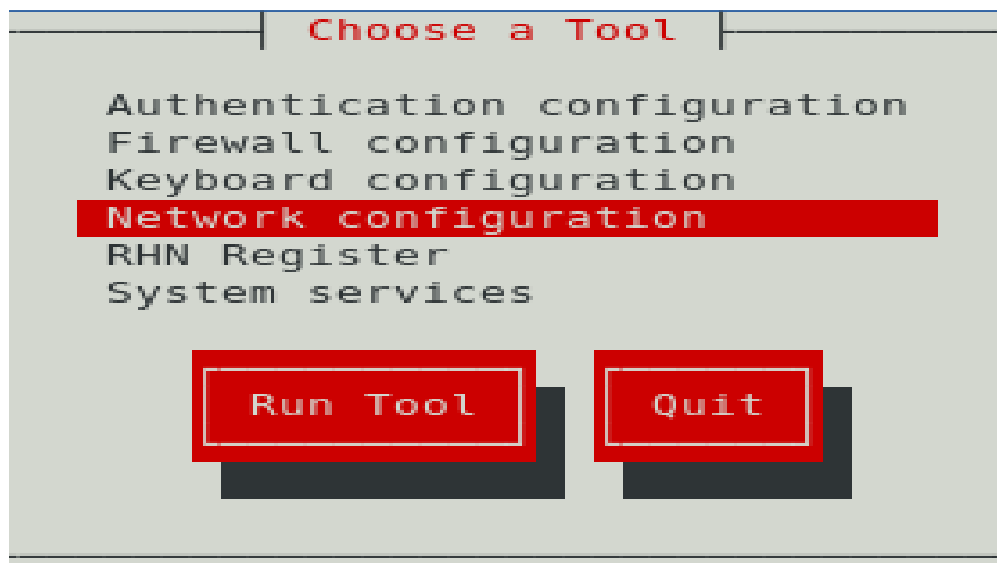 Choose a Tool
Authentication configuration
Firewall configuration
Keyboard configuration
Network configuration
RHN Register
System services
Run Tool
Quit